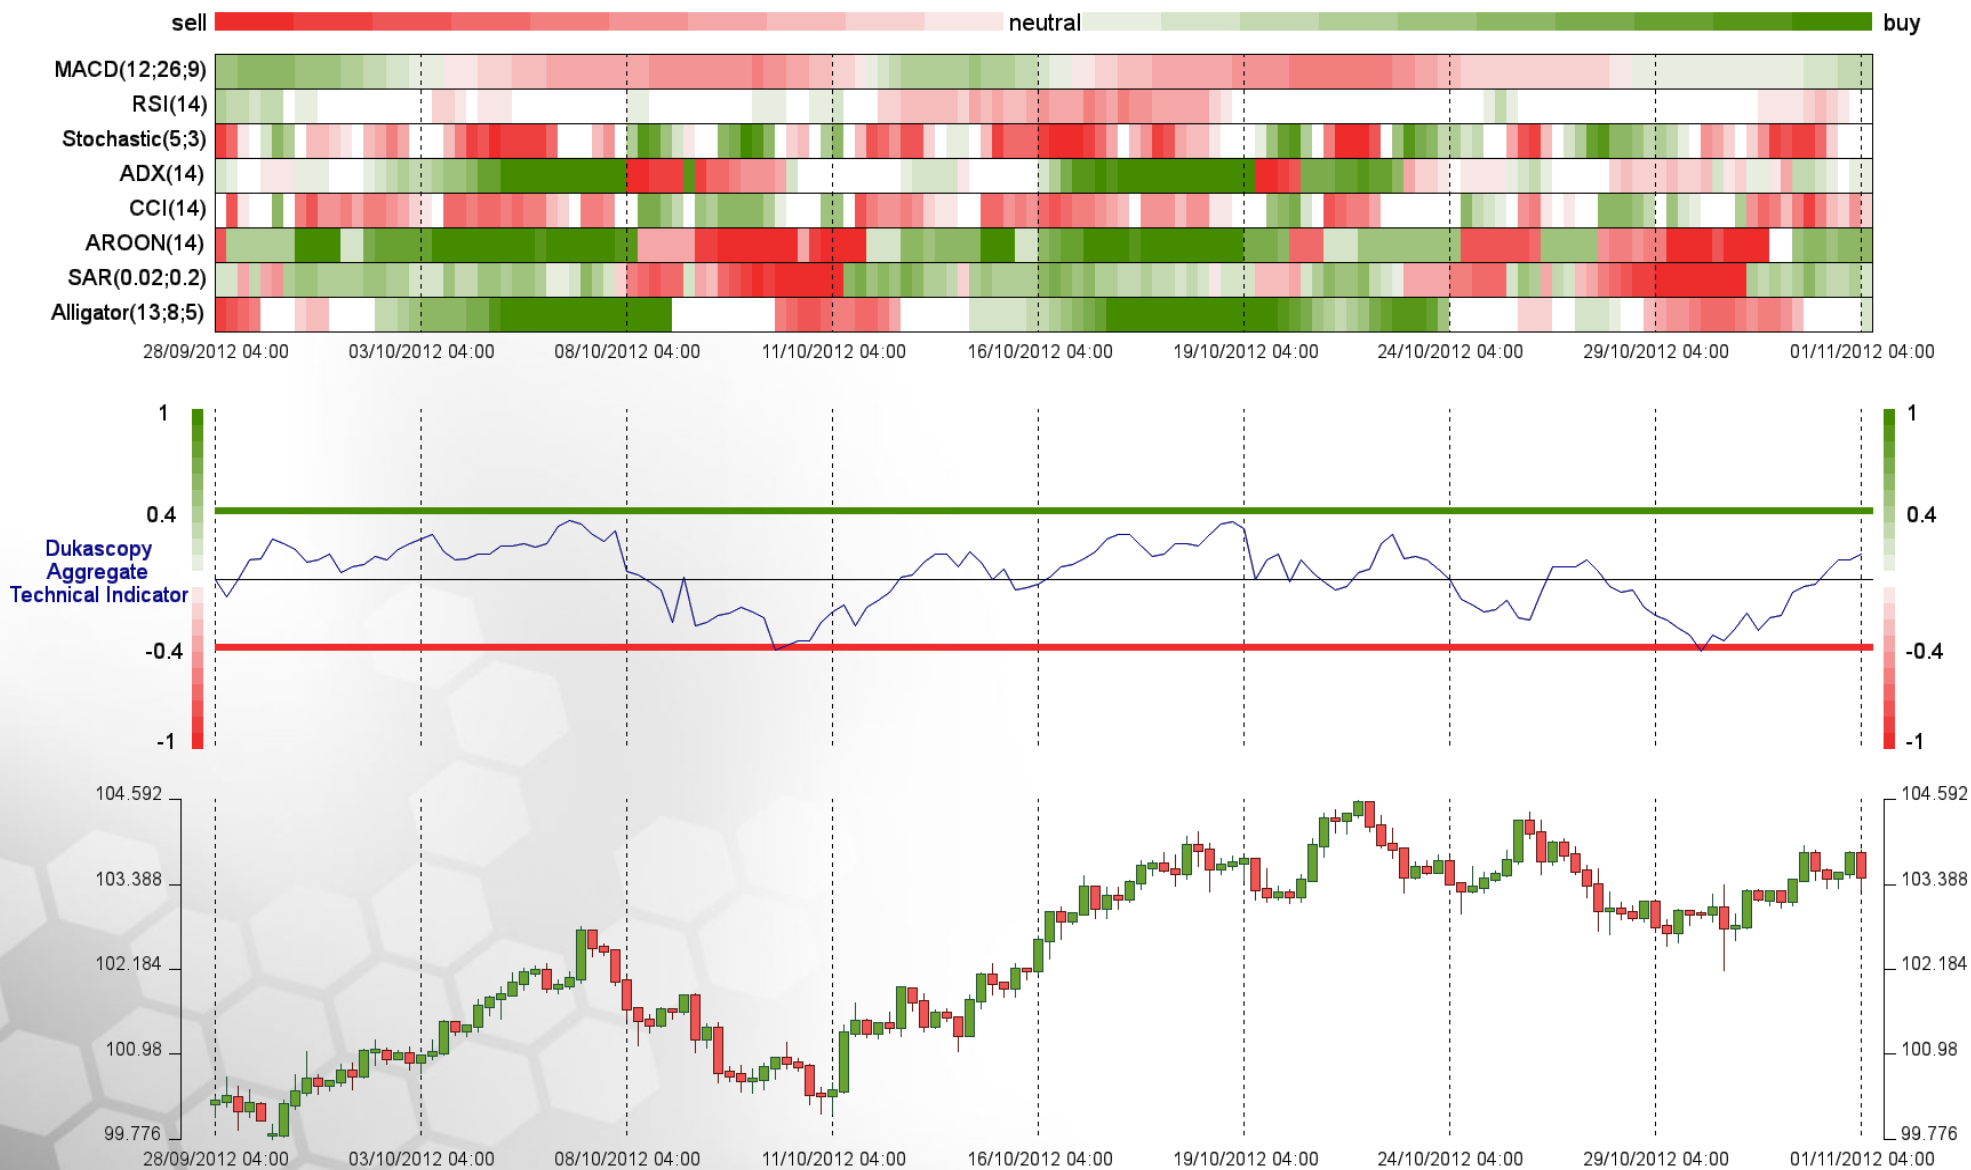 sell neutral buy
MACD(12;26;9)
RSI(14)
Stochastic(5;3)
ADX(14)
CCI(14)
AROON(14)
SAR(0.02;0.2)
Alligator(13;8;5)
28/09/2012 04:00 03/10/2012 04:00 08/10/2012 04:00 11/10/2012 04:00 16/10/2012 04:00 19/10/2012 04:00 24/10/2012 04:00 29/10/2012 04:00 01/11/2012 04:00
1 1
0.4 0.4
Dukascopy
Aggregate
Technical Indicator
-0.4 -0.4
-1 -1
104.592 104.592
103.388 103.388
102.184 102.184
100.98 100.98
99.776 99.776
28/09/2012 04:00 03/10/2012 04:00 08/10/2012 04:00 11/10/2012 04:00 16/10/2012 04:00 19/10/2012 04:00 24/10/2012 04:00 29/10/2012 04:00 01/11/2012 04:00